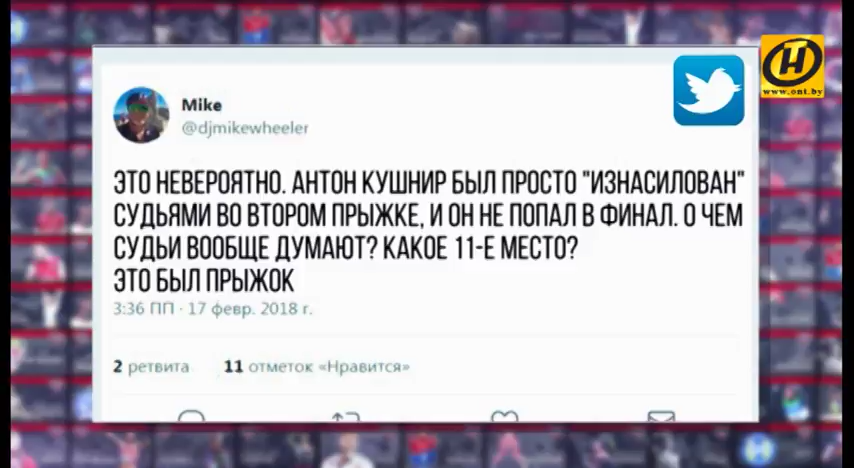 Mike
@djmikewheeler
ЭТО НЕВЕРОЯТНО. АНТОН КУШНИР БЫЛ ПРОСТО "ИЗНАСИЛОВАН"
СУДЬЯМИ ВО ВТОРОМ ПРЫЖКЕ, И ОН НЕ ПОПАЛ В ФИНАЛ. О ЧЕМ
СУДЬИ ВООБЩЕ ДУМАЮТ? КАКОЕ 11-Е МЕСТО?
ЭТО БЫЛ ПРЫЖОК
3:36 ПП · 17 февр. 2018 г.
2 ретвита 11 отметок «Нравится»
www.ont.by